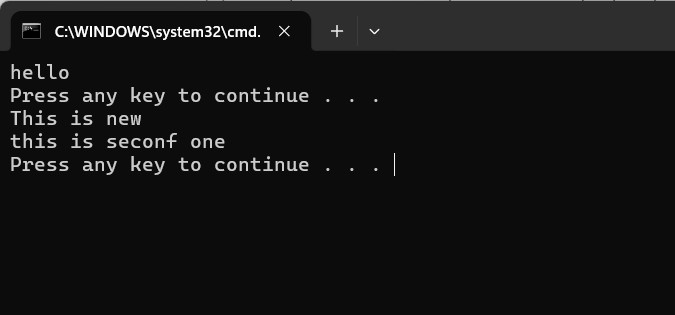 C:\WINDOWS\system32\cmd.
hello
Press any key to continue . . .
This is new
this is seconf one
Press any key to continue . . .